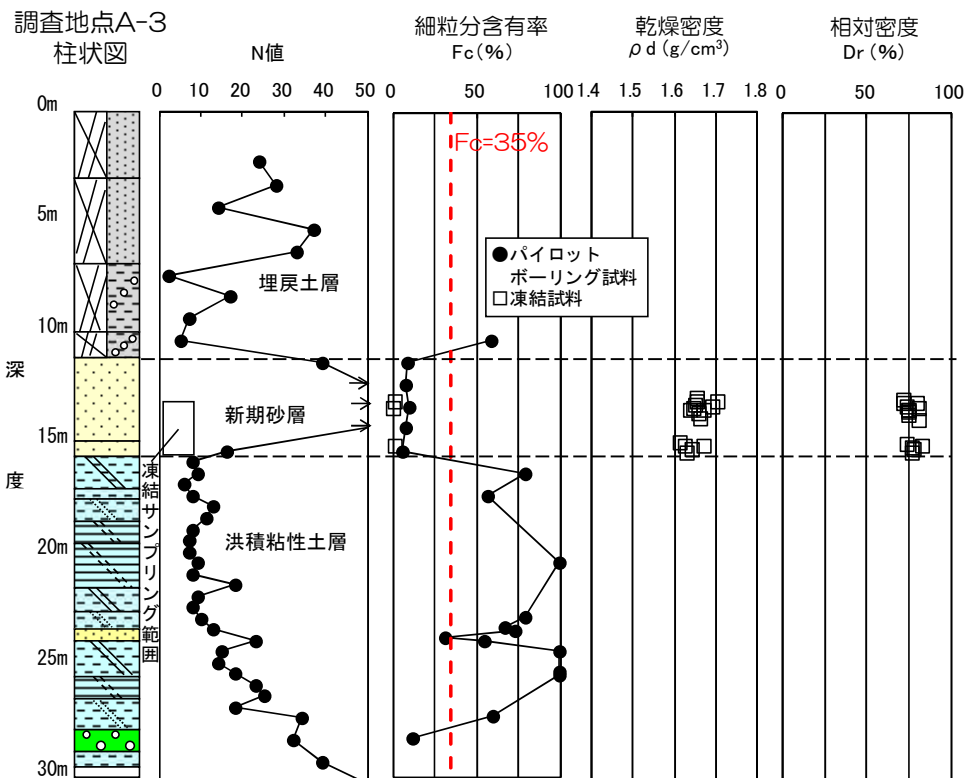 調査地点A-3
柱状図
N値
細粒分含有率
Fc(%)
乾燥密度
ρd(g/cm³)
相対密度
Dr(%)
0 10 20 30 40 50
0 50 100
1.4 1.5 1.6 1.7 1.8
0 50 100
0m
5m
10m
15m
20m
25m
30m
深度
Fc=35%
●パイロット
ボーリング試料
□凍結試料
埋戻土層
新期砂層
洪積粘性土層
凍結サンプリング範囲